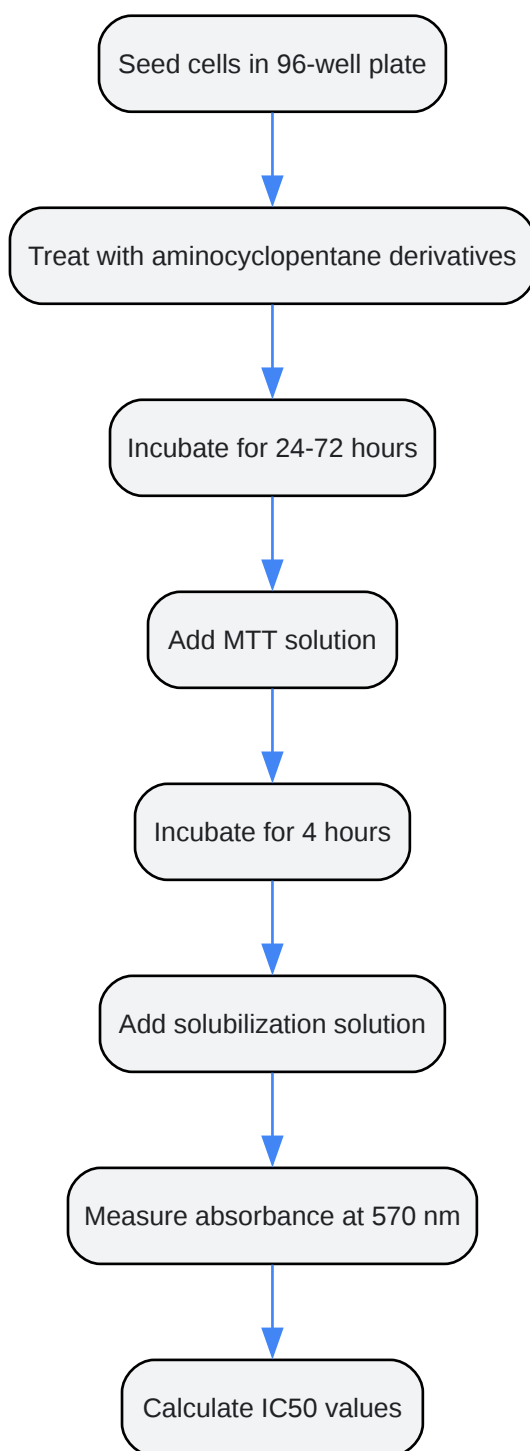 Seed cells in 96-well plate
Treat with aminocyclopentane derivatives
Incubate for 24-72 hours
Add MTT solution
Incubate for 4 hours
Add solubilization solution
Measure absorbance at 570 nm
Calculate IC50 values